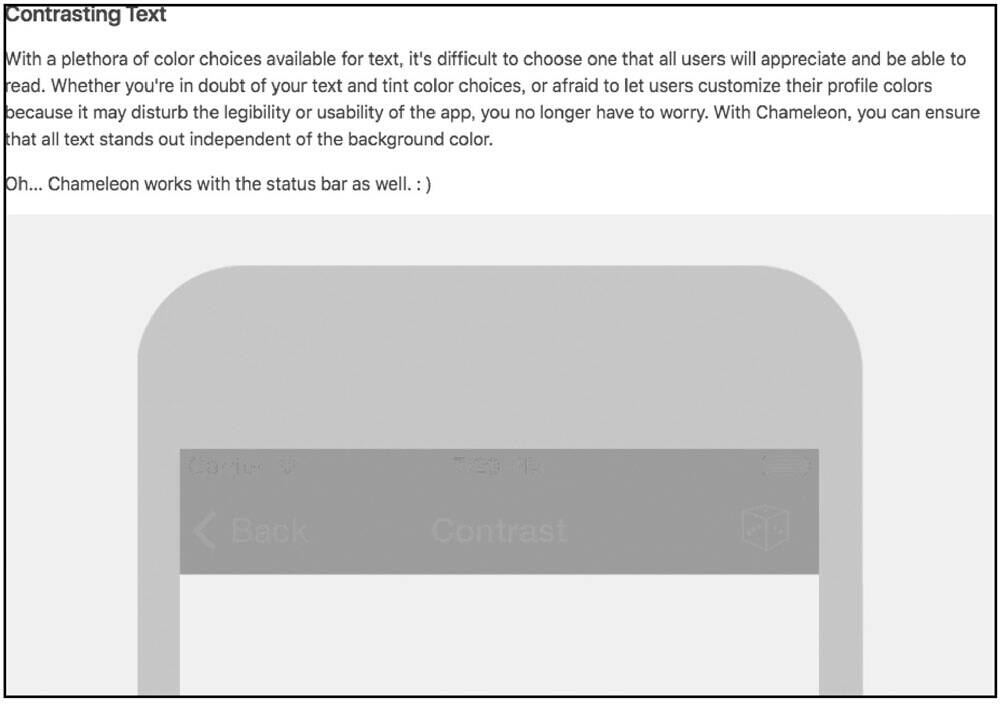 Contrasting Text
With a plethora of color choices available for text, it's difficult to choose one that all users will appreciate and be able to
read. Whether you're in doubt of your text and tint color choices, or afraid to let users customize their profile colors
because it may disturb the legibility or usability of the app, you no longer have to worry. With Chameleon, you can ensure
that all text stands out independent of the background color.
Oh... Chameleon works with the status bar as well. : )
Carrier
Back Contrast